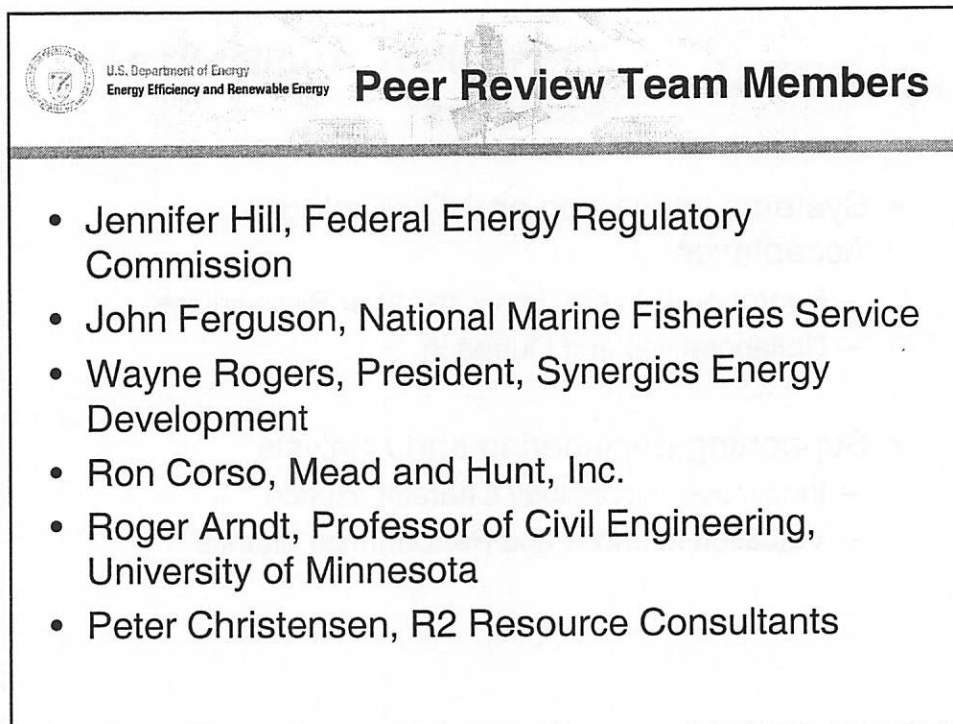 U.S. Department of Energy
Energy Efficiency and Renewable Energy
Peer Review Team Members
• Jennifer Hill, Federal Energy Regulatory
Commission
• John Ferguson, National Marine Fisheries Service
• Wayne Rogers, President, Synergics Energy
Development
• Ron Corso, Mead and Hunt, Inc.
• Roger Arndt, Professor of Civil Engineering,
University of Minnesota
• Peter Christensen, R2 Resource Consultants